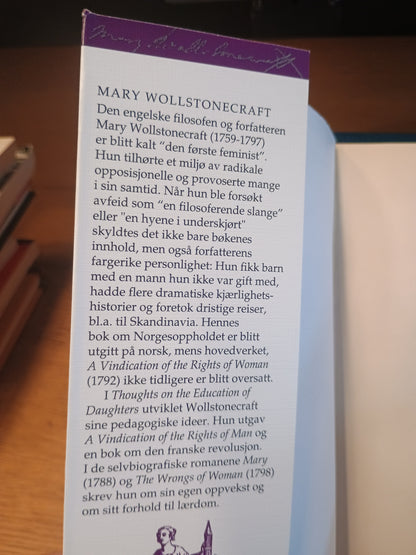 Mary Wollstonecraft
MARY WOLLSTONECRAFT
Den engelske filosofen og forfatteren
Mary Wollstonecraft (1759-1797)
er blitt kalt “den første feminist”.
Hun tilhørte et miljø av radikale
opposisjonelle og provoserte mange
i sin samtid. Når hun ble forsøkt
avfeid som “en filosoferende slange”
eller "en hyene i underskjørt"
skyldtes det ikke bare bøkenes
innhold, men også forfatterens
fargerike personlighet: Hun fikk barn
med en mann hun ikke var gift med,
hadde flere dramatiske kjærlighets-
historier og foretok dristige reiser,
bl.a. til Skandinavia. Hennes
bok om Norgesoppholdet er blitt
utgitt på norsk, mens hovedverket,
A Vindication of the Rights of Woman
(1792) ikke tidligere er blitt oversatt.
I Thoughts on the Education of
Daughters utviklet Wollstonecraft
sine pedagogiske ideer. Hun utgav
A Vindication of the Rights of Man og
en bok om den franske revolusjon.
I de selvbiografiske romanene Mary
(1788) og The Wrongs of Woman (1798)
skrev hun om sin egen oppvekst og
om sitt forhold til lærdom.